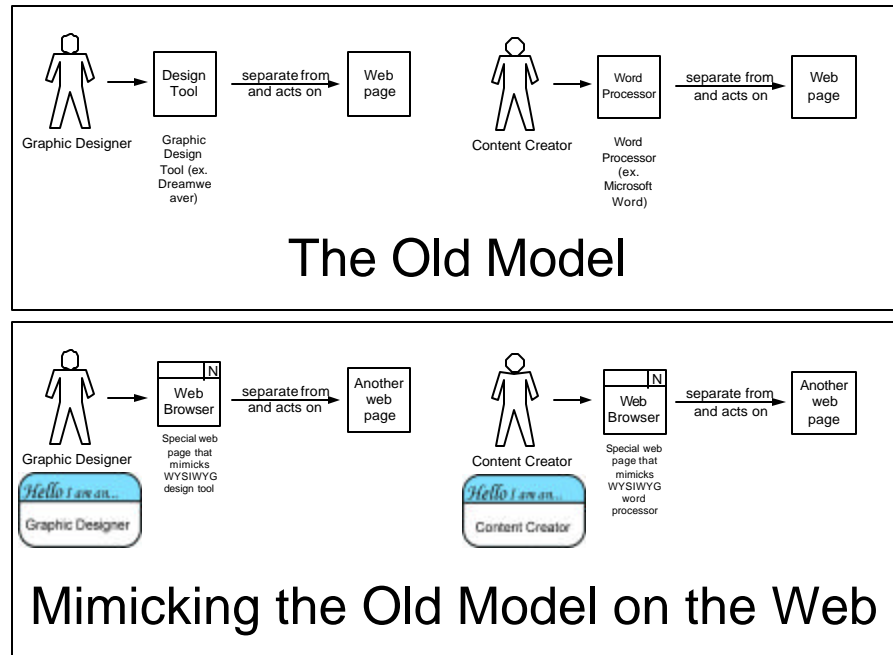 Design
Tool
separate from
and acts on
Web
page
Graphic Designer
Graphic
Design
Tool (ex.
Dreamwe
aver)
Word
Processor
separate from
and acts on
Web
page
Content Creator
Word
Processor
(ex.
Microsoft
Word)
The Old Model
N
Web
Browser
separate from
and acts on
Another
web
page
Graphic Designer
Special web
page that
mimicks
WYSIWYG
design tool
Hello I am an...
Graphic Designer
N
Web
Browser
separate from
and acts on
Another
web
page
Content Creator
Special web
page that
mimicks
WYSIWYG
word
processor
Hello I am an...
Content Creator
Mimicking the Old Model on the Web